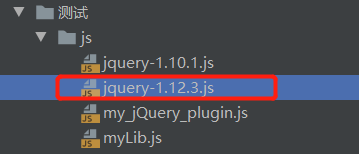 测试
js
jquery-1.10.1.js
jquery-1.12.3.js
my_jQuery_plugin.js
myLib.js